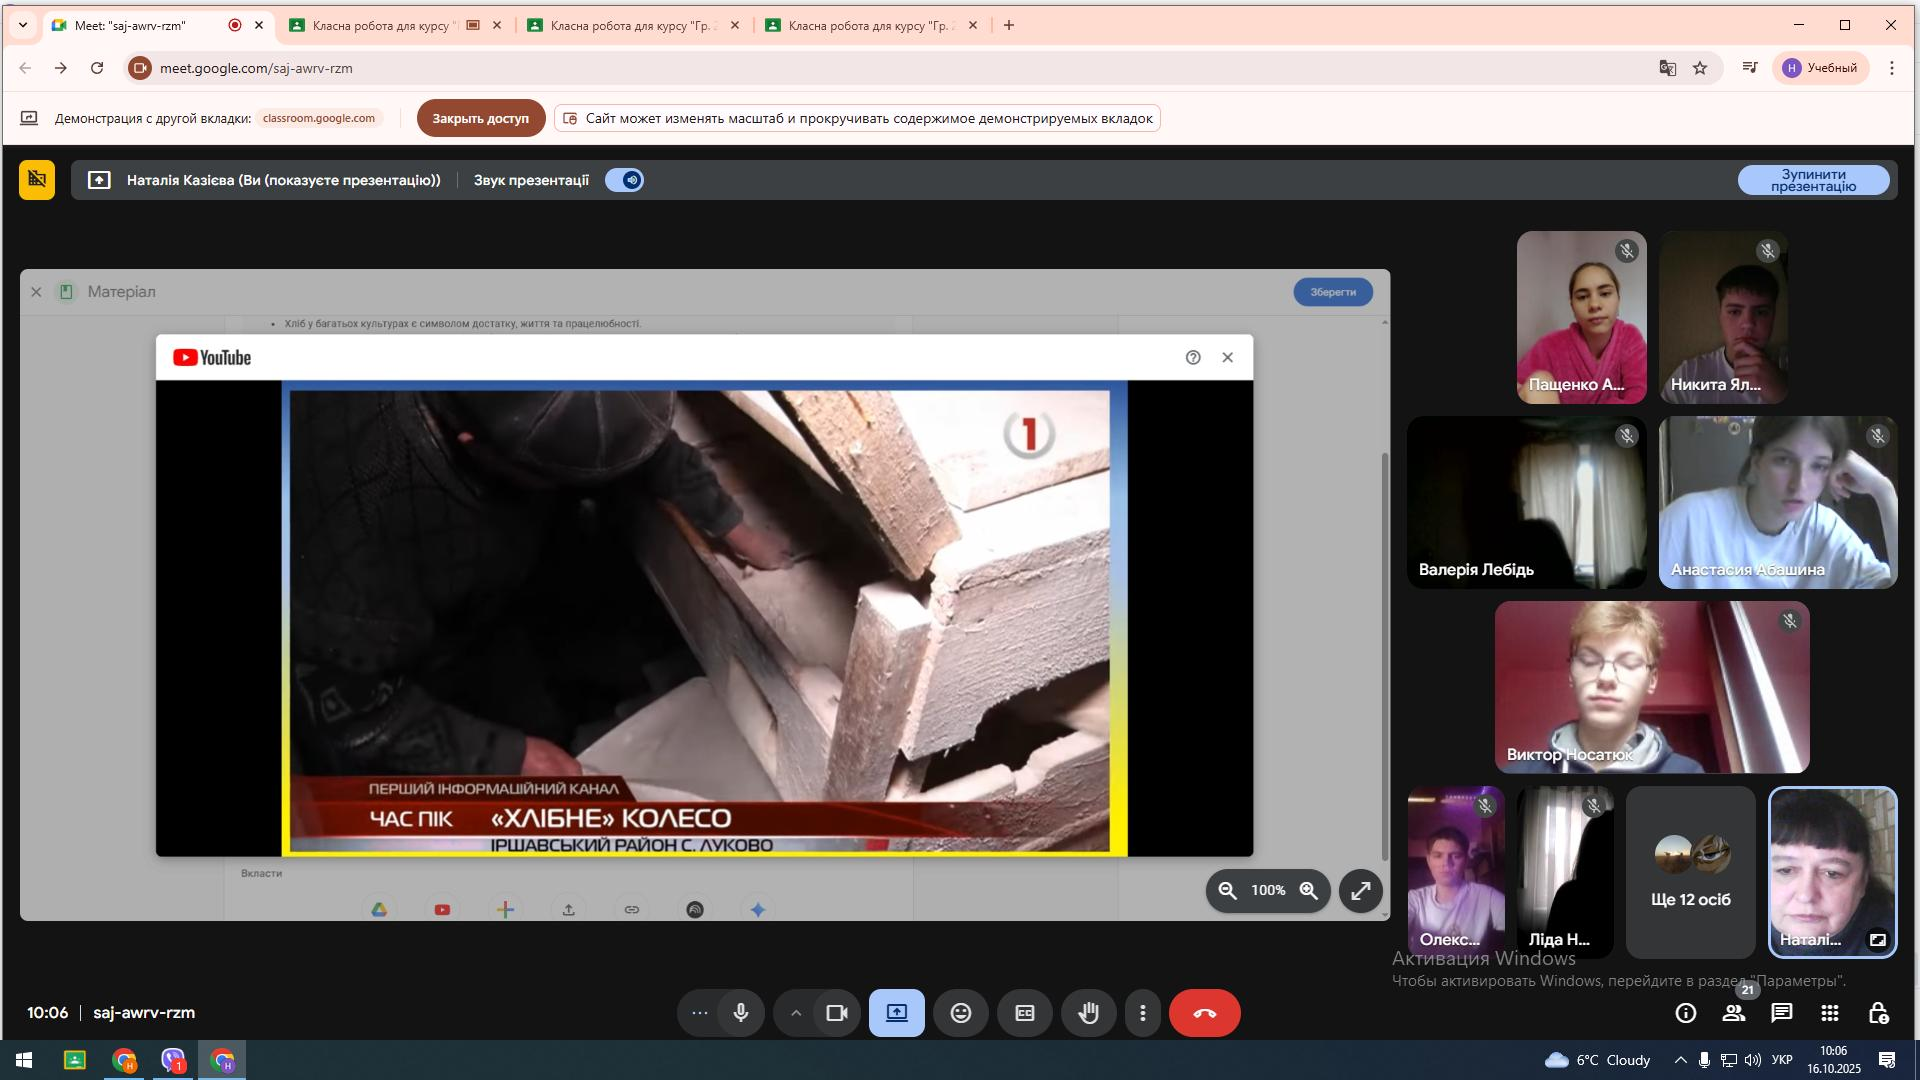 Meet: "saj-awrv-rzm"
Класна робота для курсу "
Класна робота для курсу "Гр. 2
Класна робота для курсу "Гр. 2
meet.google.com/saj-awrv-rzm
Н
Учебный
Демонстрация с другой вкладки:
classroom.google.com
Закрыть доступ
Сайт может изменять масштаб и прокручивать содержимое демонстрируемых вкладок
Наталія Казієва (Ви (показуєте презентацію))
Звук презентації
Зупинити
презентацію
Матеріал
Зберегти
Хліб у багатьох культурах є символом достатку, життя та працелюбності.
YouTube
1
ПЕРШИЙ ІНФОРМАЦІЙНИЙ КАНАЛ
ЧАС ПІК «ХЛІБНЕ» КОЛЕСО
ІРШАВСЬКИЙ РАЙОН С. ЛУКОВО
Вкласти
100%
Пащенко А...
Никита Ял...
Валерія Лебідь
Анастасия Абашина
Виктор Носатюк
Олекс...
Ліда Н...
Ще 12 осіб
Наталі...
Активация Windows
Чтобы активировать Windows, перейдите в раздел "Параметры".
10:06
saj-awrv-rzm
CC
21
1
6°C Cloudy
УКР
10:06
16.10.2025